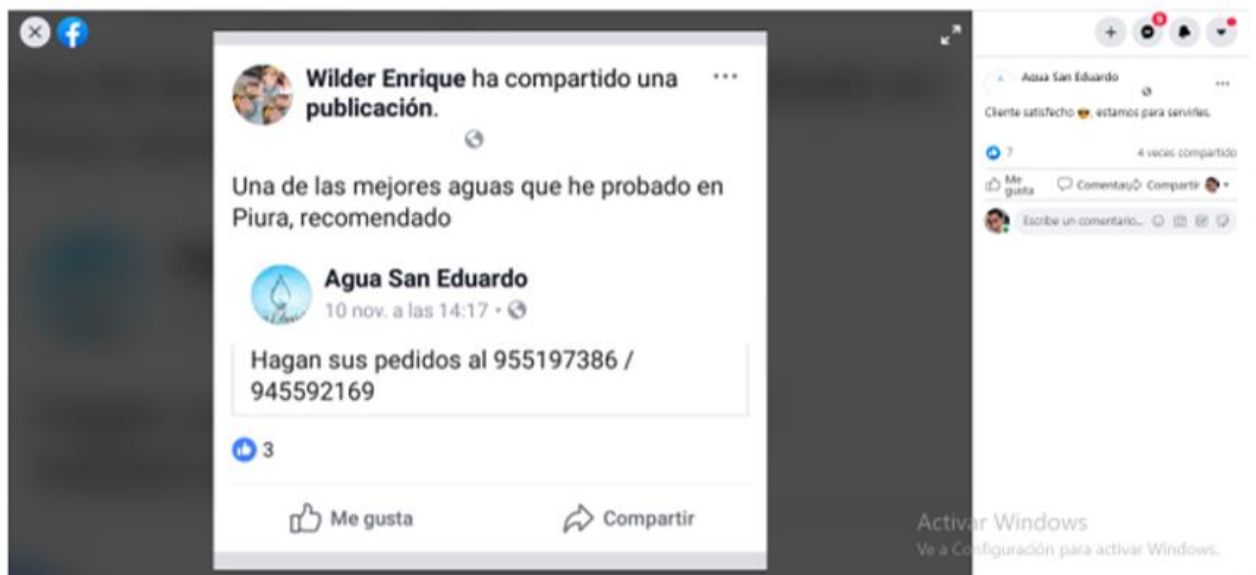 Wilder Enrique ha compartido una
publicación.
Una de las mejores aguas que he probado en
Piura, recomendado
Agua San Eduardo
10 nov. a las 14:17 ·
Hagan sus pedidos al 955197386 /
945592169
3
Me gusta
Compartir
9
Agua San Eduardo
Cliente satisfecho 😎, estamos para servirles.
7
4 veces compartido
Me
gusta
Comentar
Compartir
Escribe un comentario...
Activar Windows
Ve a Configuración para activar Windows.